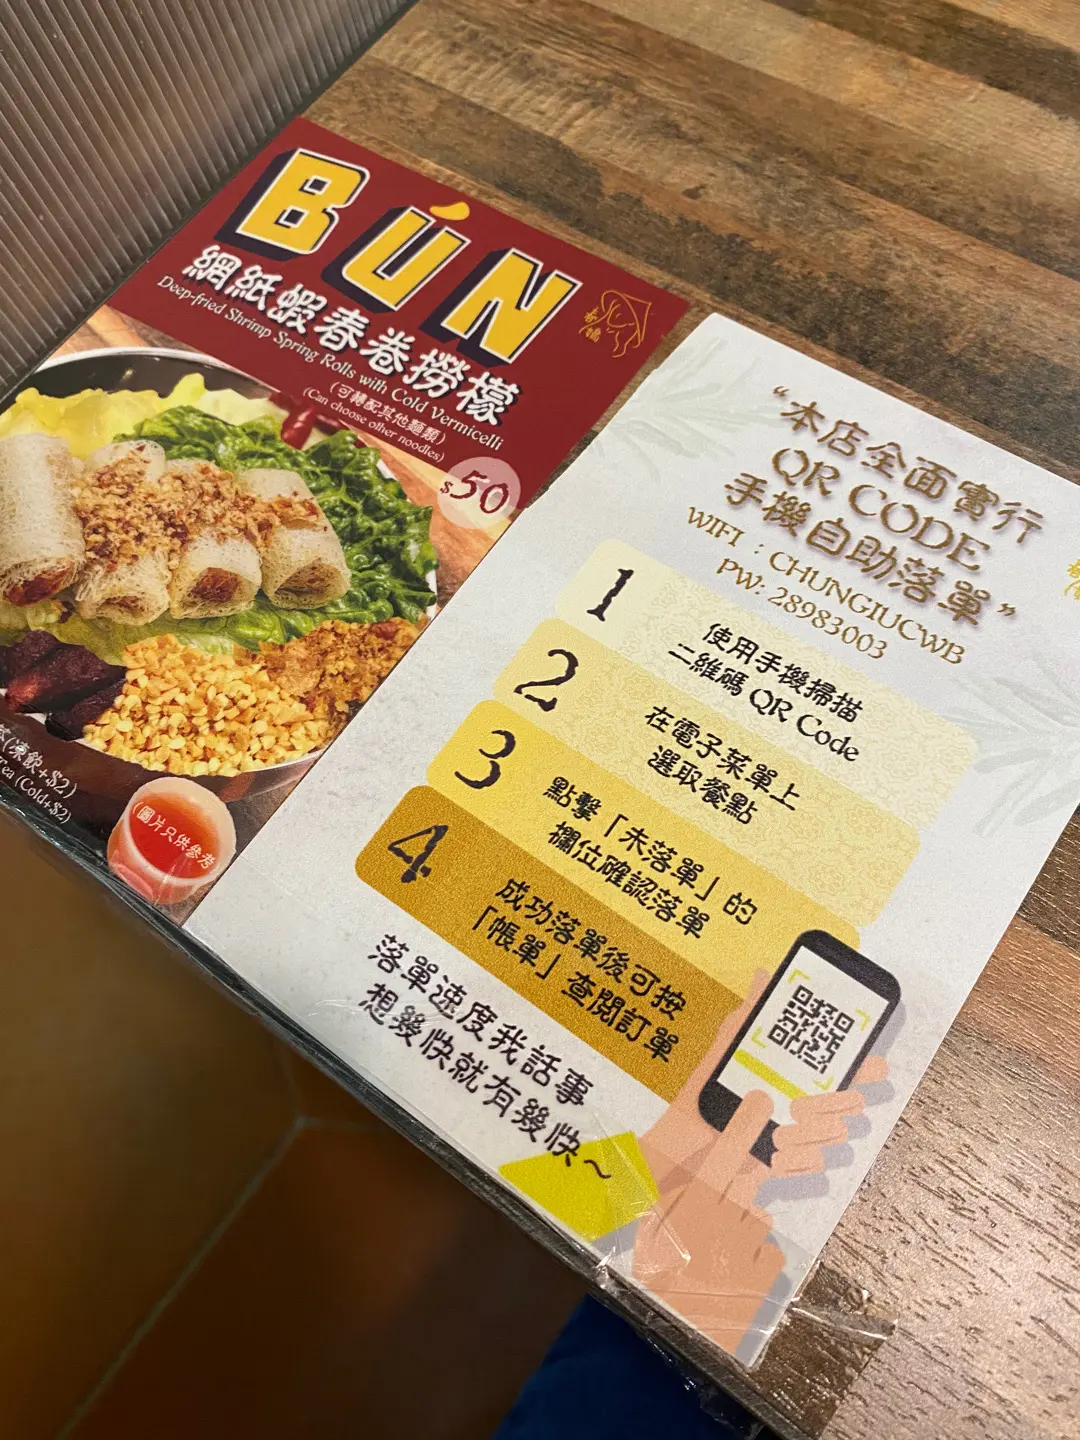 BÚN
網紙蝦春卷撈檬
Deep-fried Shrimp Spring Rolls with Cold Vermicelli
(可轉配其他麵類)
(Can choose other noodles)
$50
(凍飲+$2)
Tea (Cold+$2)
(圖片只供參考)
“本店全面實行
QR CODE
手機自助落單”
WIFI : CHUNGIUCWB
PW: 28983003
1
使用手機掃描
二維碼 QR Code
2
在電子菜單上
選取餐點
3
點擊「未落單」的
欄位確認落單
4
成功落單後可按
「帳單」查閱訂單
落單速度我話事
想幾快就有幾快～